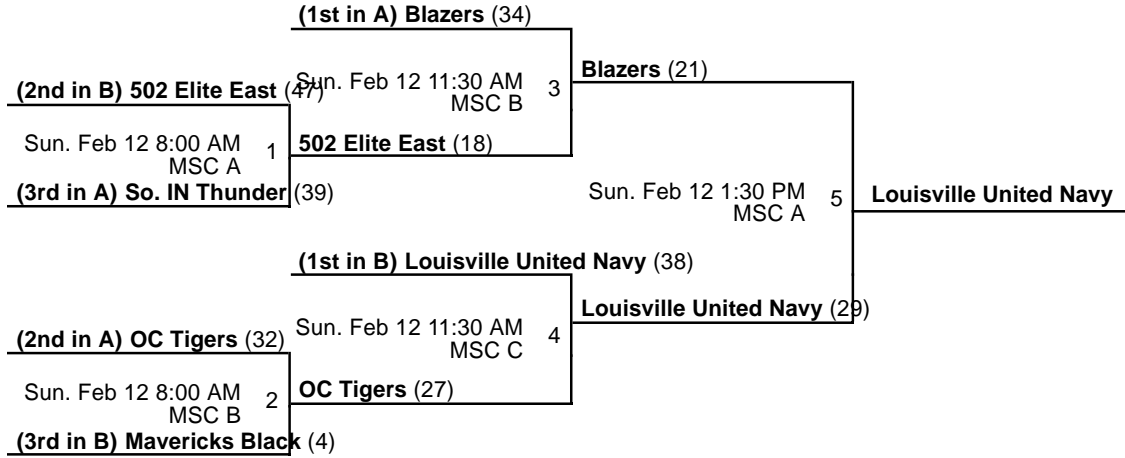 (1st in A) Blazers (34)
Sun. Feb 12 11:30 AM
MSC B
3
Blazers (21)
(2nd in B) 502 Elite East (47)
Sun. Feb 12 8:00 AM
MSC A
1
502 Elite East (18)
(3rd in A) So. IN Thunder (39)
Sun. Feb 12 1:30 PM
MSC A
5
Louisville United Navy
(1st in B) Louisville United Navy (38)
Sun. Feb 12 11:30 AM
MSC C
4
Louisville United Navy (29)
(2nd in A) OC Tigers (32)
Sun. Feb 12 8:00 AM
MSC B
2
OC Tigers (27)
(3rd in B) Mavericks Black (4)